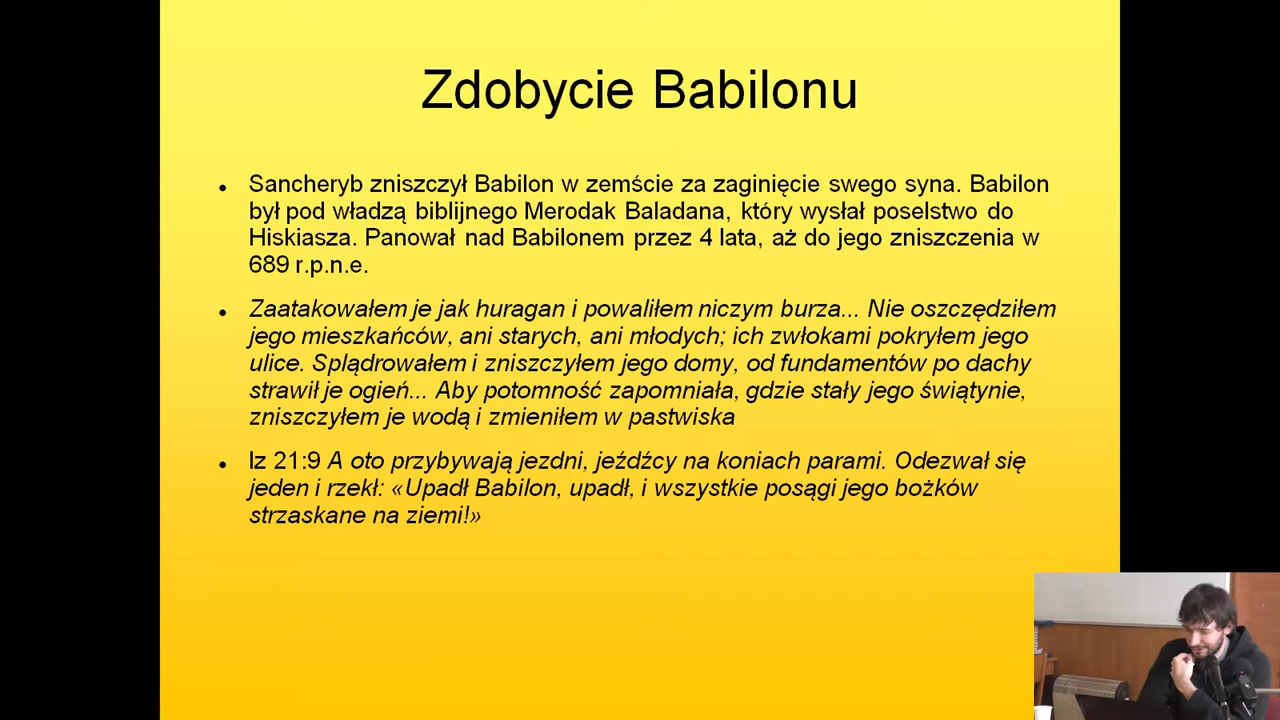 Zdobycie Babilonu
• Sancheryb zniszczył Babilon w zemście za zaginięcie swego syna. Babilon
był pod władzą biblijnego Merodak Baladana, który wysłał poselstwo do
Hiskiasza. Panował nad Babilonem przez 4 lata, aż do jego zniszczenia w
689 r.p.n.e.
• Zaatakowałem je jak huragan i powaliłem niczym burza... Nie oszczędziłem
jego mieszkańców, ani starych, ani młodych; ich zwłokami pokryłem jego
ulice. Splądrowałem i zniszczyłem jego domy, od fundamentów po dachy
strawił je ogień... Aby potomność zapomniała, gdzie stały jego świątynie,
zniszczyłem je wodą i zmieniłem w pastwiska
• Iz 21:9 A oto przybywają jezdni, jeźdźcy na koniach parami. Odezwał się
jeden i rzekł: «Upadł Babilon, upadł, i wszystkie posągi jego bożków
strzaskane na ziemi!»